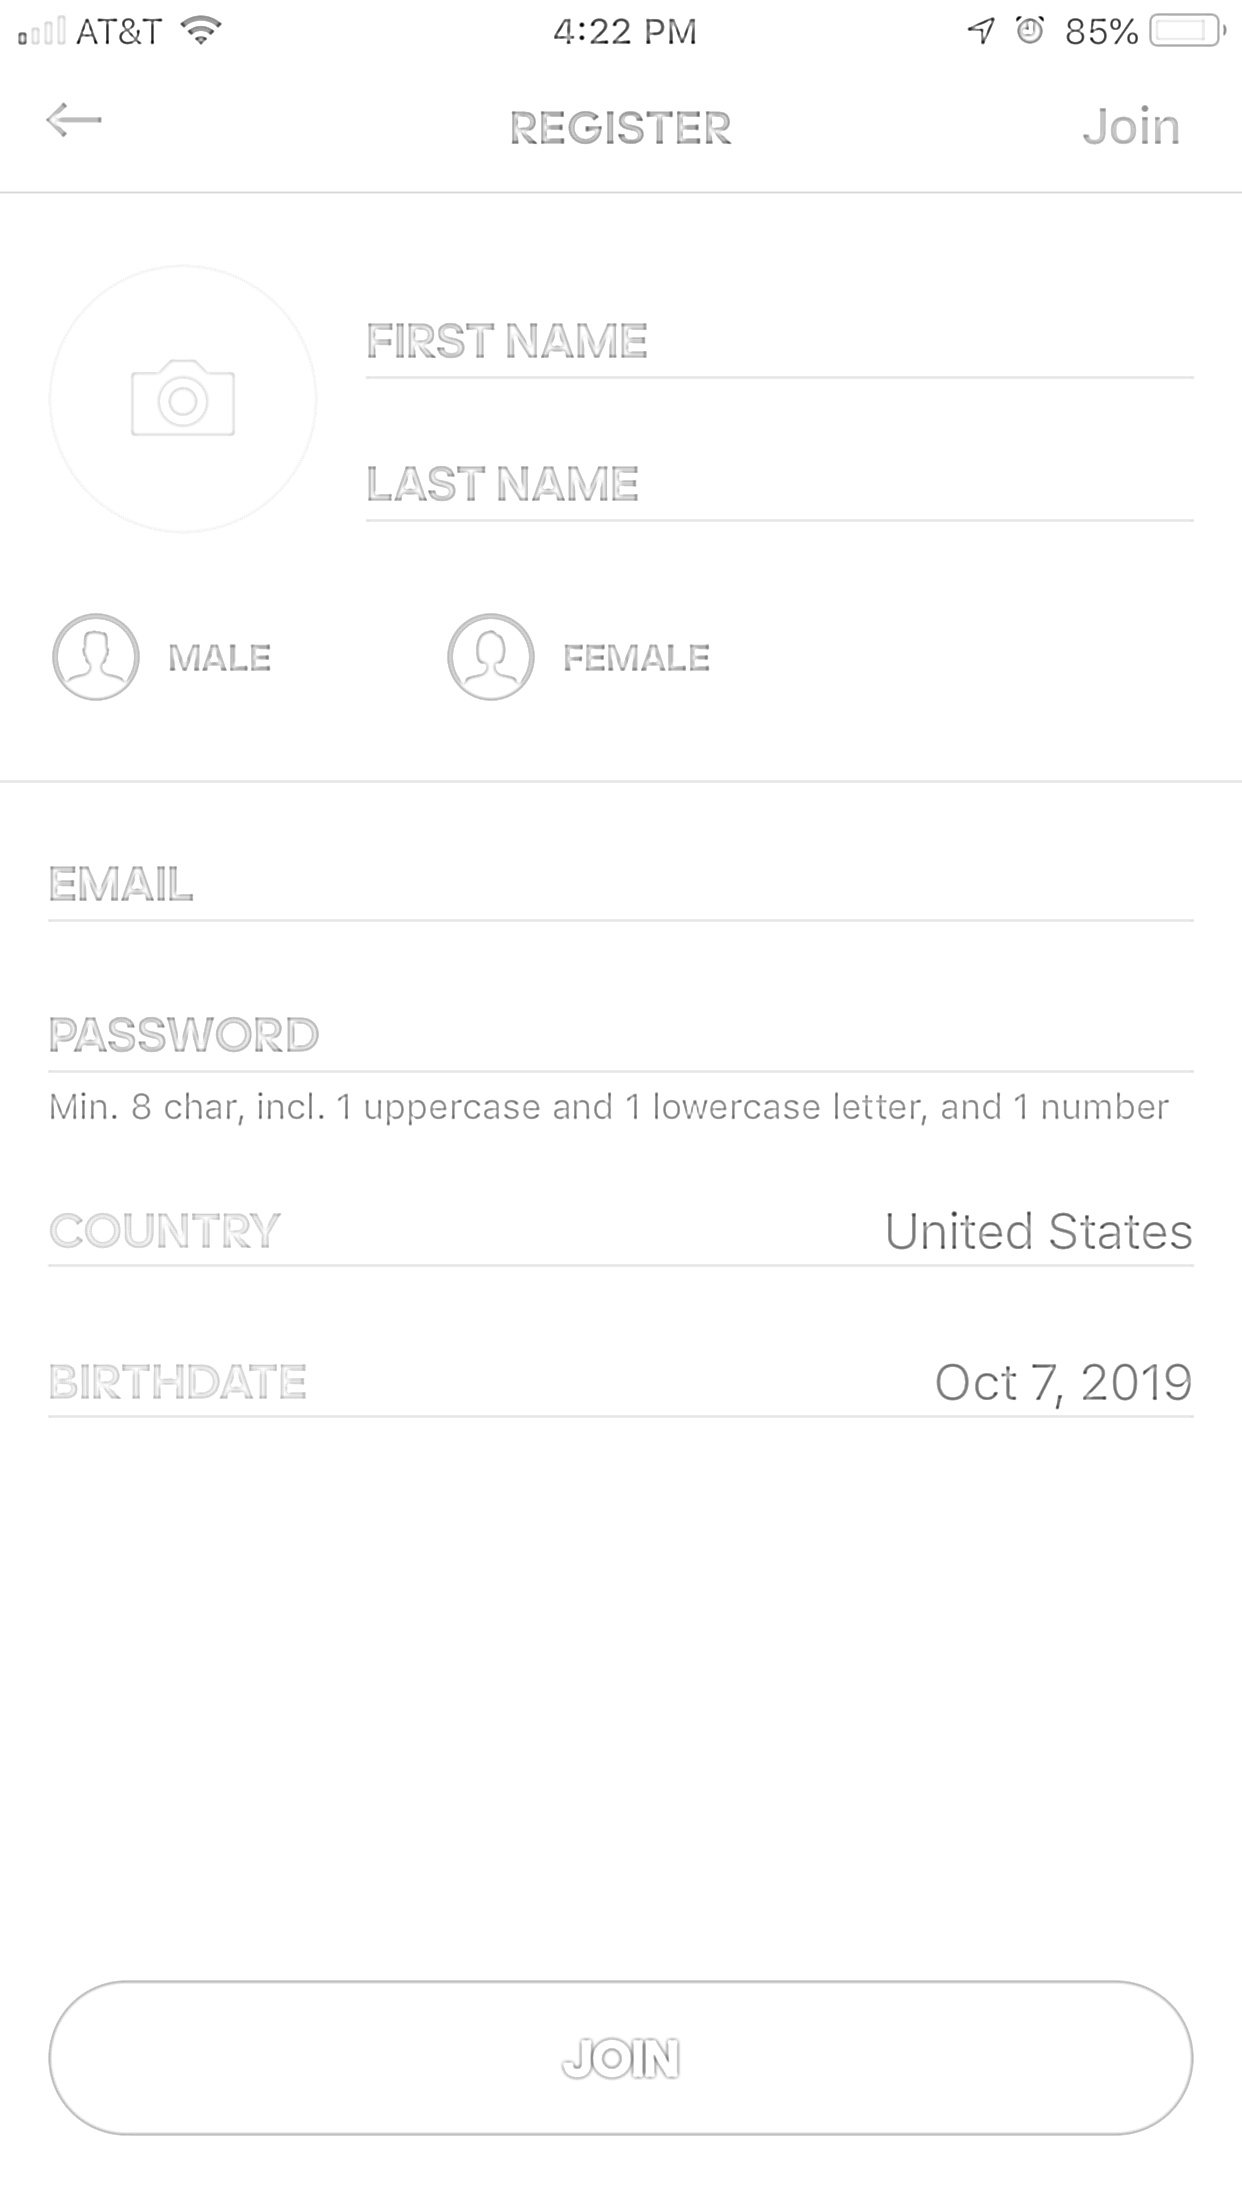 AT&T 4:22 PM 85%
REGISTER Join
FIRST NAME
LAST NAME
MALE FEMALE
EMAIL
PASSWORD
Min. 8 char, incl. 1 uppercase and 1 lowercase letter, and 1 number
COUNTRY United States
BIRTHDATE Oct 7, 2019
JOIN